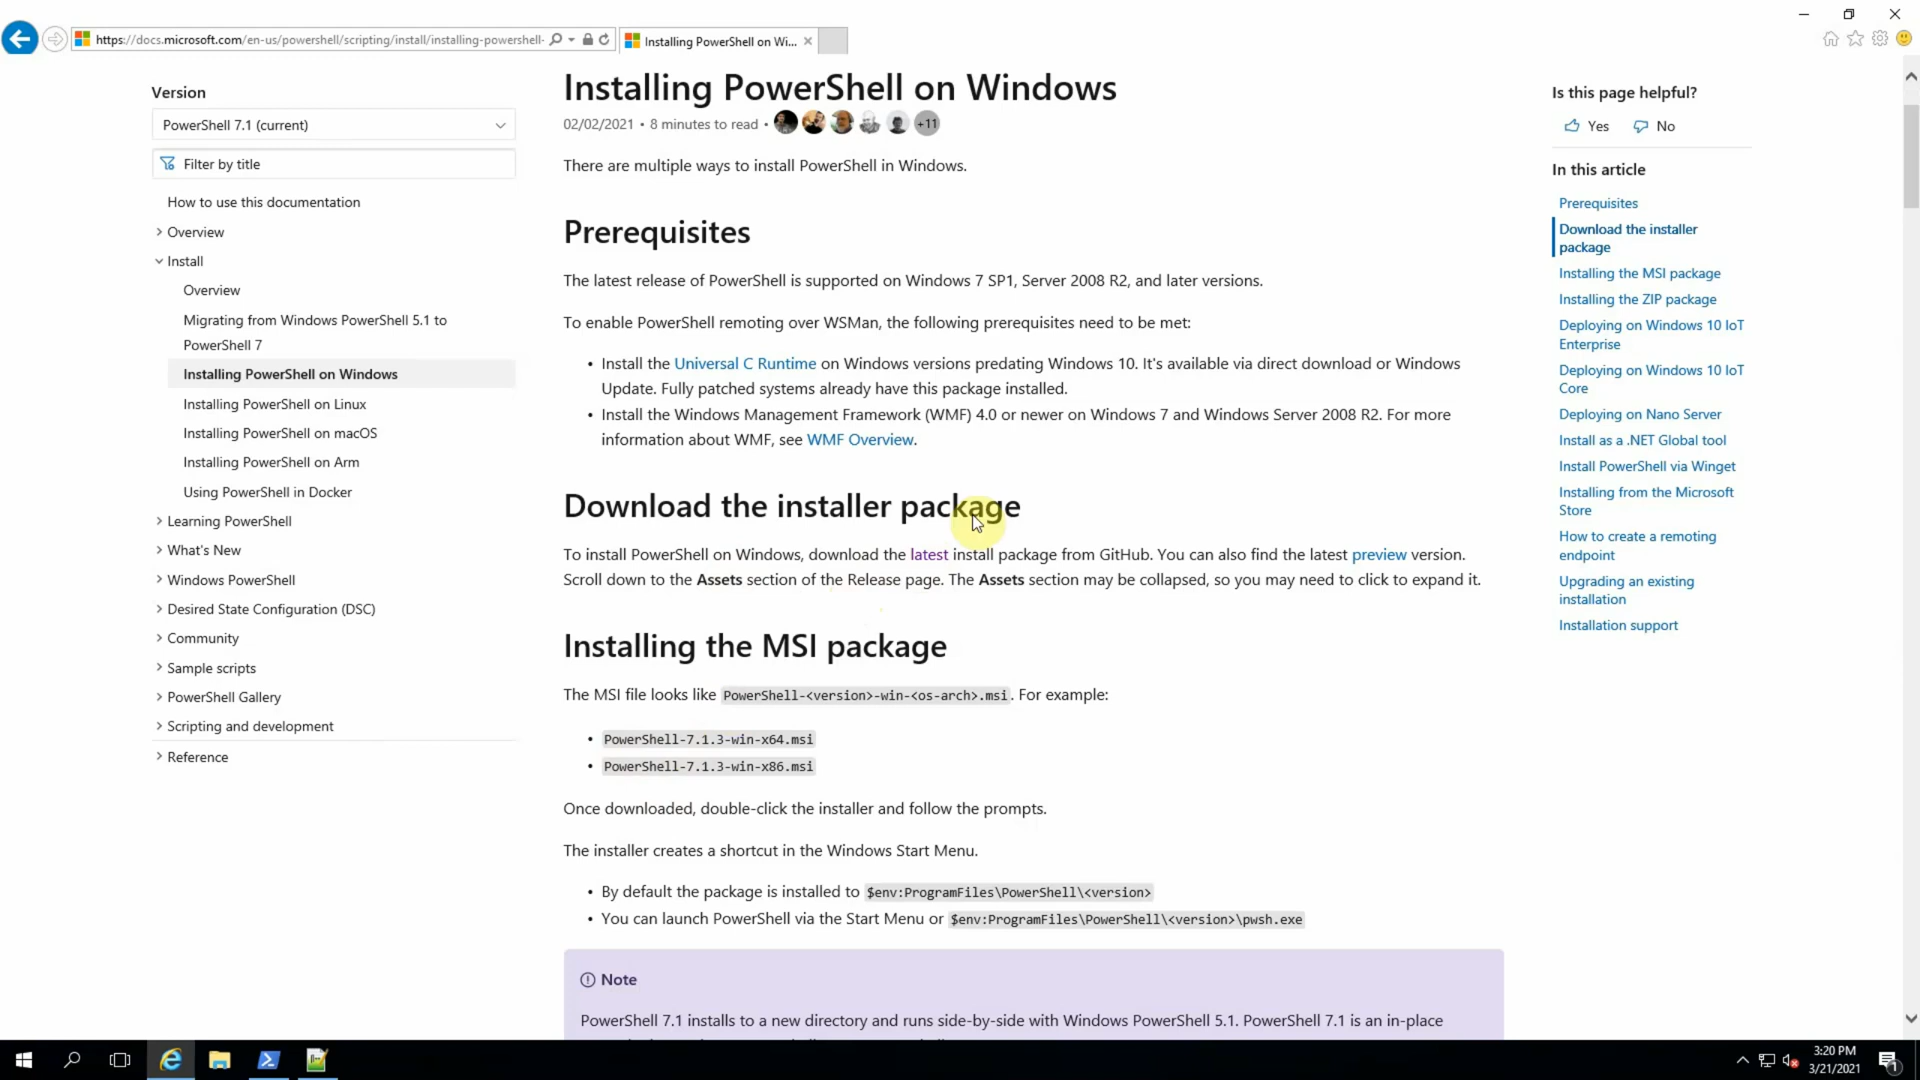 https://docs.microsoft.com/en-us/powershell/scripting/install/installing-powershell-
Installing PowerShell on Wi...
Version
PowerShell 7.1 (current)
Filter by title
How to use this documentation
Overview
Install
Overview
Migrating from Windows PowerShell 5.1 to
PowerShell 7
Installing PowerShell on Windows
Installing PowerShell on Linux
Installing PowerShell on macOS
Installing PowerShell on Arm
Using PowerShell in Docker
Learning PowerShell
What's New
Windows PowerShell
Desired State Configuration (DSC)
Community
Sample scripts
PowerShell Gallery
Scripting and development
Reference
Installing PowerShell on Windows
02/02/2021 • 8 minutes to read • +11
There are multiple ways to install PowerShell in Windows.
Prerequisites
The latest release of PowerShell is supported on Windows 7 SP1, Server 2008 R2, and later versions.
To enable PowerShell remoting over WSMan, the following prerequisites need to be met:
• Install the Universal C Runtime on Windows versions predating Windows 10. It's available via direct download or Windows
Update. Fully patched systems already have this package installed.
• Install the Windows Management Framework (WMF) 4.0 or newer on Windows 7 and Windows Server 2008 R2. For more
information about WMF, see WMF Overview.
Download the installer package
To install PowerShell on Windows, download the latest install package from GitHub. You can also find the latest preview version.
Scroll down to the Assets section of the Release page. The Assets section may be collapsed, so you may need to click to expand it.
Installing the MSI package
The MSI file looks like PowerShell-<version>-win-<os-arch>.msi. For example:
• PowerShell-7.1.3-win-x64.msi
• PowerShell-7.1.3-win-x86.msi
Once downloaded, double-click the installer and follow the prompts.
The installer creates a shortcut in the Windows Start Menu.
• By default the package is installed to $env:ProgramFiles\PowerShell\<version>
• You can launch PowerShell via the Start Menu or $env:ProgramFiles\PowerShell\<version>\pwsh.exe
Note
PowerShell 7.1 installs to a new directory and runs side-by-side with Windows PowerShell 5.1. PowerShell 7.1 is an in-place
Is this page helpful?
Yes No
In this article
Prerequisites
Download the installer
package
Installing the MSI package
Installing the ZIP package
Deploying on Windows 10 IoT
Enterprise
Deploying on Windows 10 IoT
Core
Deploying on Nano Server
Install as a .NET Global tool
Install PowerShell via Winget
Installing from the Microsoft
Store
How to create a remoting
endpoint
Upgrading an existing
installation
Installation support
3:20 PM
3/21/2021
1